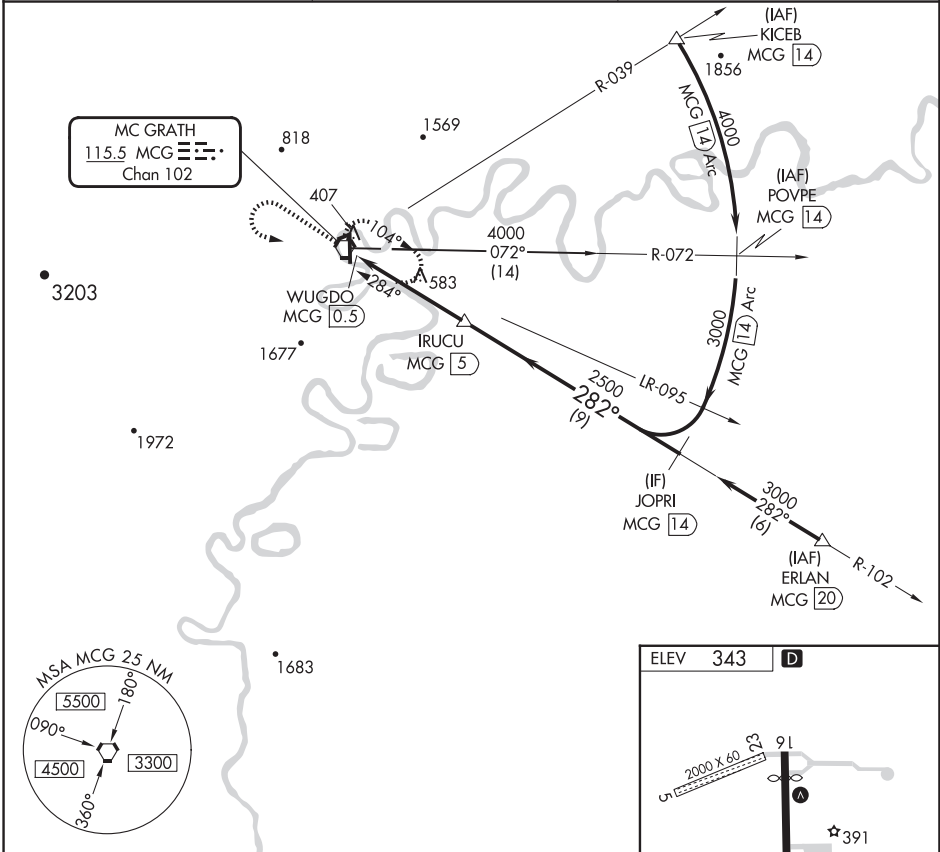 (IAF)
KICEB
MCG 14
1856
R-039
MCG 14 Arc
4000
MC GRATH
115.5 MCG
Chan 102
818
1569
407
104°
4000
072°
(14)
R-072
(IAF)
POVPE
MCG 14
3203
284°
583
WUGDO
MCG 0.5
1677
IRUCU
MCG 5
3000
MCG 14 Arc
LR-095
2500
282°
(9)
1972
(IF)
JOPRI
MCG 14
3000
282°
(6)
(IAF)
ERLAN
MCG 20
R-102
1683
MSA MCG 25 NM
5500
180°
090°
4500
3300
360°
ELEV 343 D
2000 X 60
23
5
16
A
391